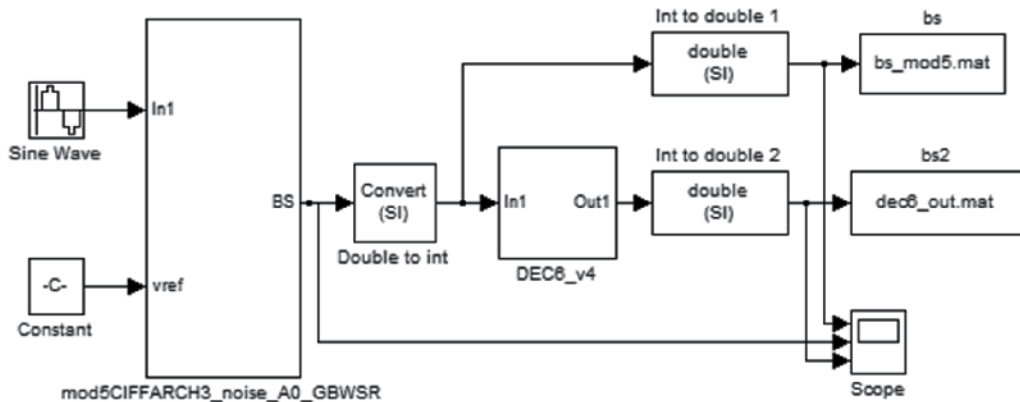 Int to double 1
bs
double
(SI)
bs_mod5.mat
In1
Sine Wave
Int to double 2
bs2
BS
Convert
(SI)
In1
Out1
double
(SI)
dec6_out.mat
Double to int
DEC6_v4
-C-
vref
Constant
Scope
mod5CIFFARCH3_noise_A0_GBWSR